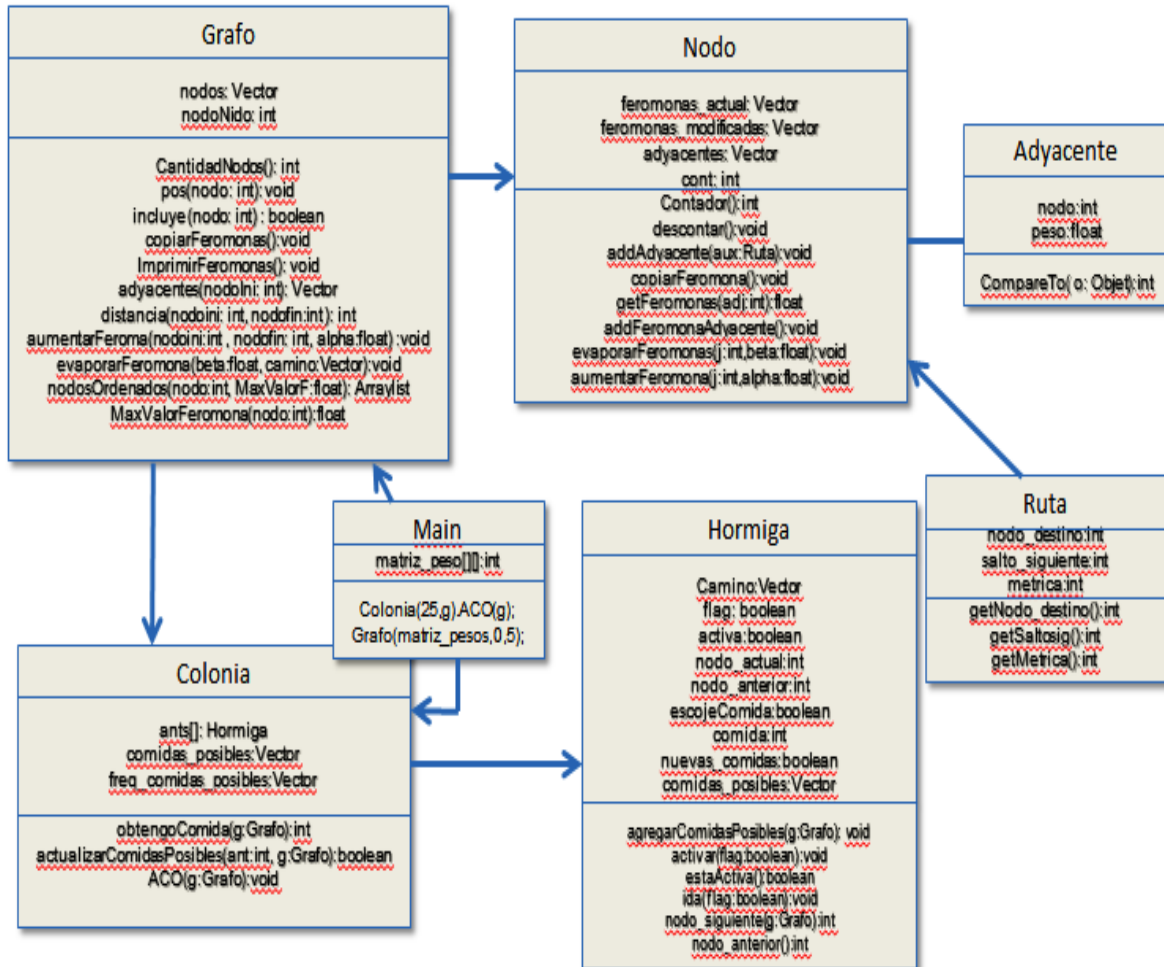 Grafo
nodos: Vector
nodoNido: int
CantidadNodos(): int
pos(nodo: int): void
incluye(nodo: int) : boolean
copiarFeromonas():void
ImprimirFeromonas(): void
adyacentes(nodoIni: int): Vector
distancia(nodoini: int, nodofin:int): int
aumentarFeroma(nodoini:int , nodofin: int, alpha:float) :void
evaporarFeromona(beta:float, camino:Vector):void
nodosOrdenados(nodo:int, MaxValorF:float): Arraylist
MaxValorFeromona(nodo:int):float
Nodo
feromonas_actual: Vector
feromonas_modificadas: Vector
adyacentes: Vector
cont: int
Contador():int
descontar():void
addAdyacente(aux:Ruta):void
copiarFeromona():void
getFeromonas(adj:int):float
addFeromonaAdyacente():void
evaporarFeromonas(j:int,beta:float):void
aumentarFeromona(j:int,alpha:float):void
Adyacente
nodo:int
peso:float
CompareTo( o: Objet):int
Main
matriz_peso[][]:int
Colonia(25,g).ACO(g);
Grafo(matriz_pesos,0,5);
Hormiga
Camino:Vector
flag: boolean
activa:boolean
nodo_actual:int
nodo_anterior:int
escojeComida:boolean
comida:int
nuevas_comidas:boolean
comidas_posibles:Vector
agregarComidasPosibles(g:Grafo): void
activar(flag:boolean):void
estaActiva():boolean
ida(flag:boolean):void
nodo_siguiente(g:Grafo):int
nodo_anterior():int
Ruta
nodo_destino:int
salto_siguiente:int
metrica:int
getNodo_destino():int
getSaltosig():int
getMetrica():int
Colonia
ants[]: Hormiga
comidas_posibles:Vector
freq_comidas_posibles:Vector
obtengoComida(g:Grafo):int
actualizarComidasPosibles(ant:int, g:Grafo):boolean
ACO(g:Grafo):void